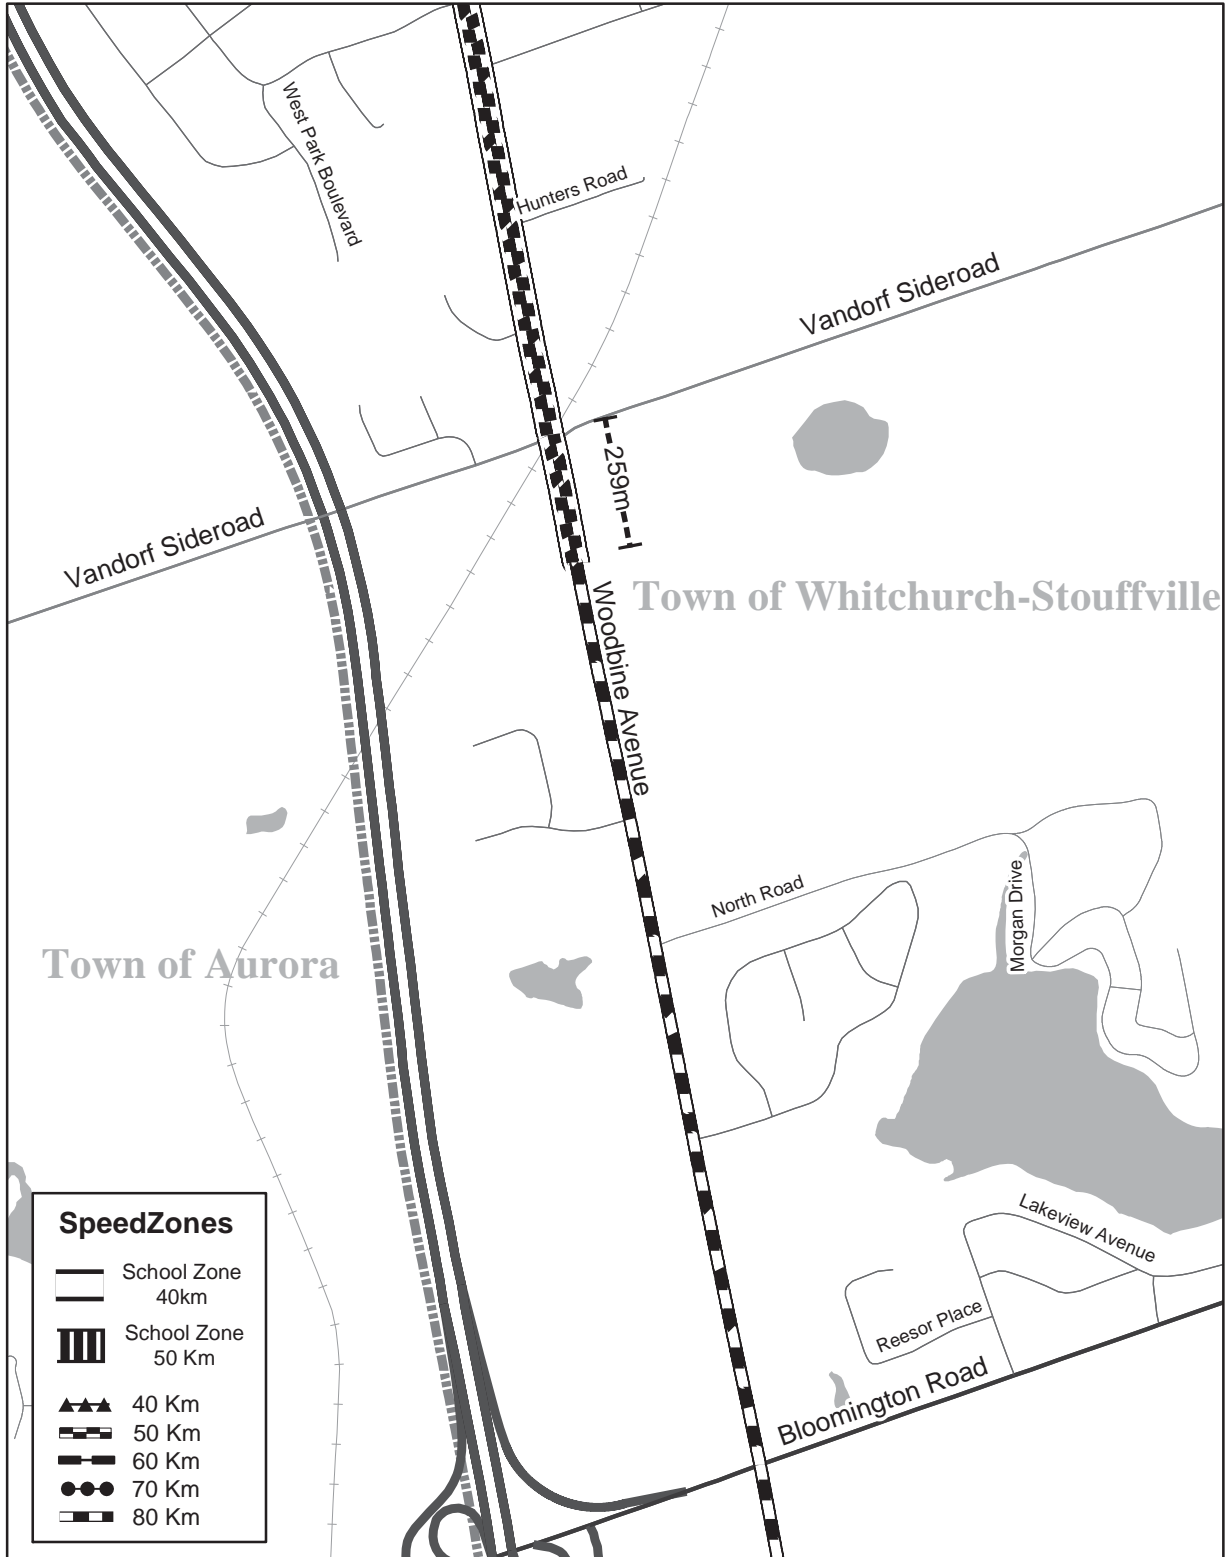 West Park Boulevard
Hunters Road
Vandorf Sideroad
259m
Vandorf Sideroad
Woodbine Avenue
Town of Whitchurch-Stouffville
North Road
Morgan Drive
Town of Aurora
Lakeview Avenue
Reesor Place
Bloomington Road
SpeedZones
School Zone
40km
School Zone
50 Km
40 Km
50 Km
60 Km
70 Km
80 Km